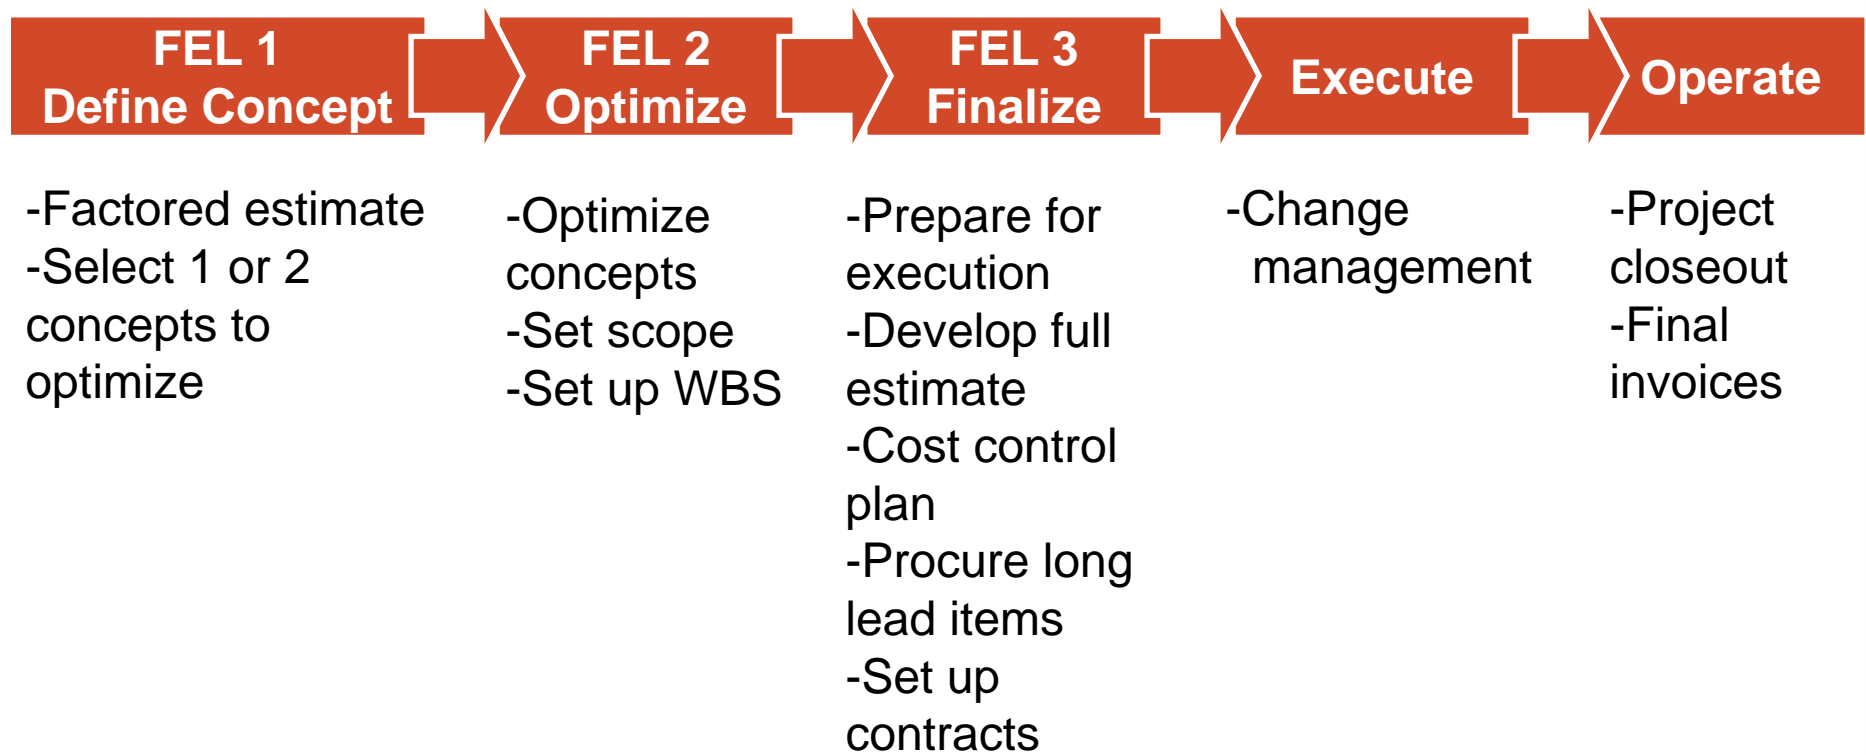 FEL 1
Define Concept
FEL 2
Optimize
FEL 3
Finalize
Execute
Operate
-Factored estimate
-Select 1 or 2
concepts to
optimize
-Optimize
concepts
-Set scope
-Set up WBS
-Prepare for
execution
-Develop full
estimate
-Cost control
plan
-Procure long
lead items
-Set up
contracts
-Change
management
-Project
closeout
-Final
invoices